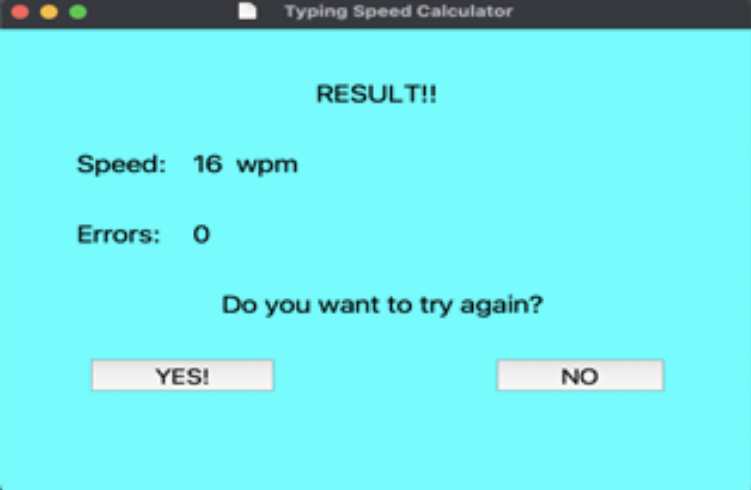 Typing Speed Calculator
RESULT!!
Speed: 16 wpm
Errors: 0
Do you want to try again?
YES! NO